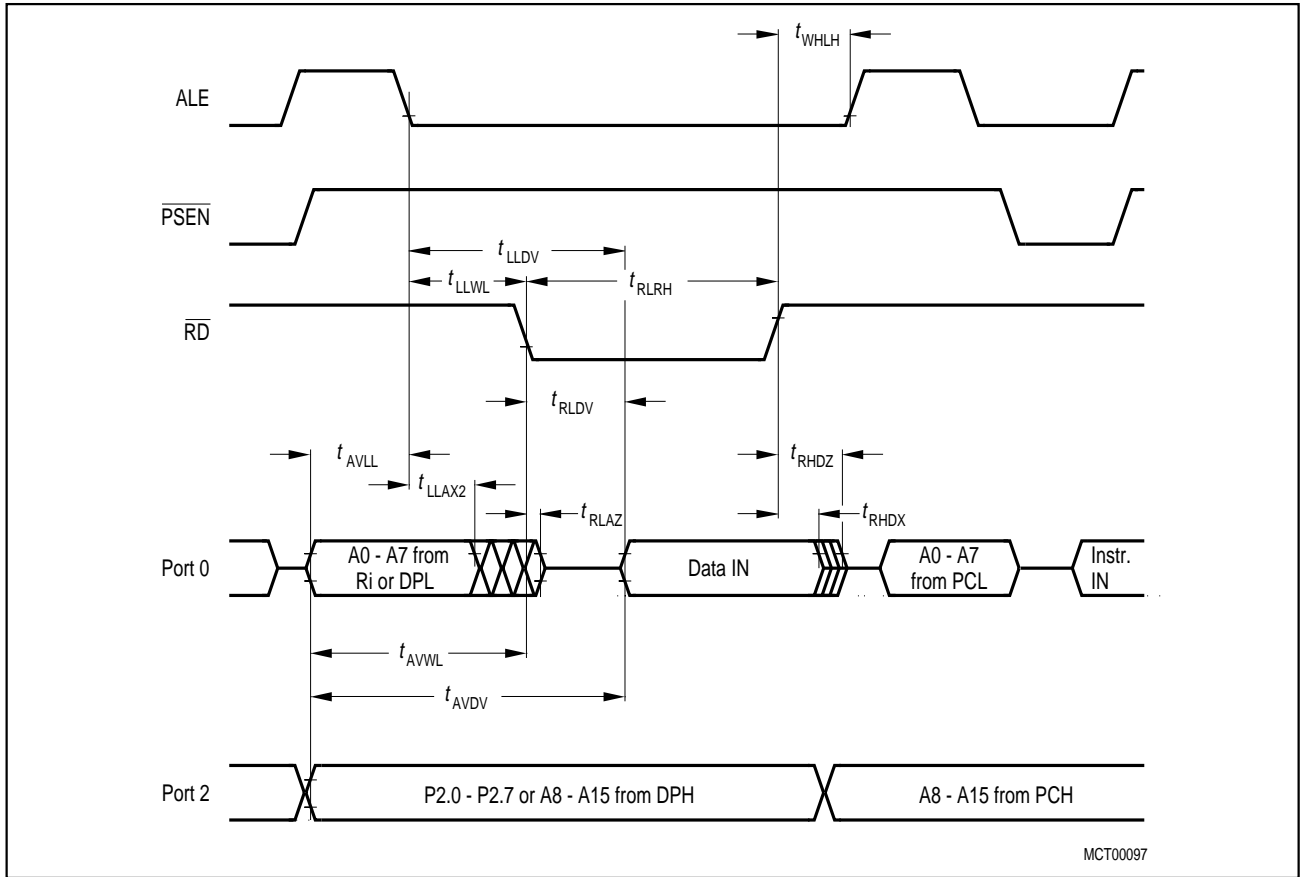 tWHLH
ALE
PSEN
tLLDV
tLLWL
tRLRH
RD
tRLDV
tAVLL
tRHDZ
tLLAX2
tRLAZ
tRHDX
Port 0
A0 - A7 from
Ri or DPL
Data IN
A0 - A7
from PCL
Instr.
IN
tAVWL
tAVDV
Port 2
P2.0 - P2.7 or A8 - A15 from DPH
A8 - A15 from PCH
MCT00097